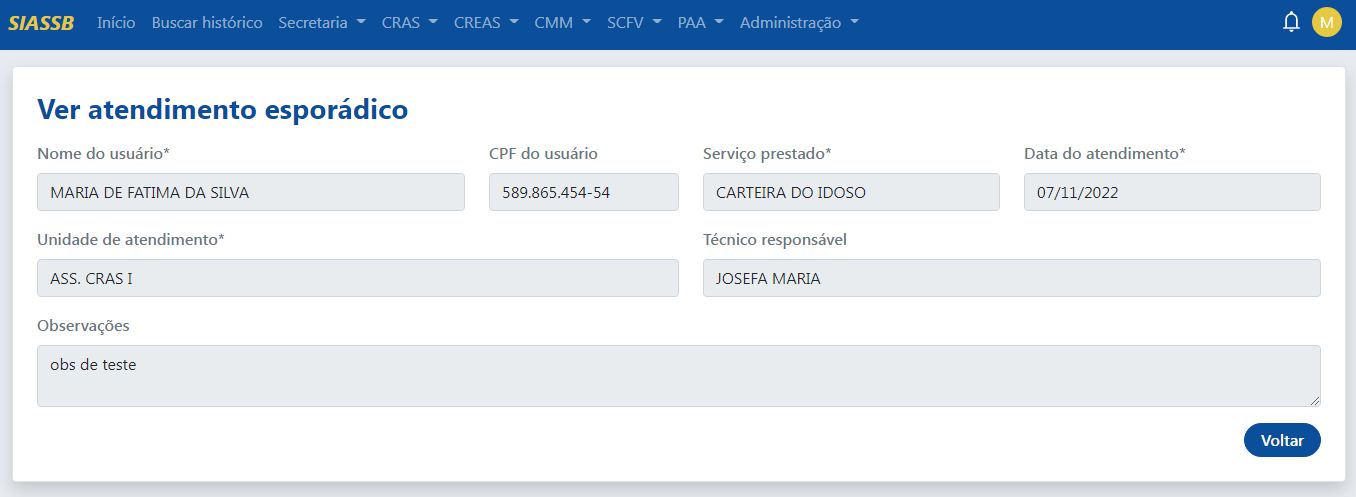 SIASSB Início Buscar histórico Secretaria CRAS CREAS CMM SCFV PAA Administração M
Ver atendimento esporádico
Nome do usuário* CPF do usuário Serviço prestado* Data do atendimento*
MARIA DE FATIMA DA SILVA 589.865.454-54 CARTEIRA DO IDOSO 07/11/2022
Unidade de atendimento* Técnico responsável
ASS. CRAS I JOSEFA MARIA
Observações
obs de teste
Voltar